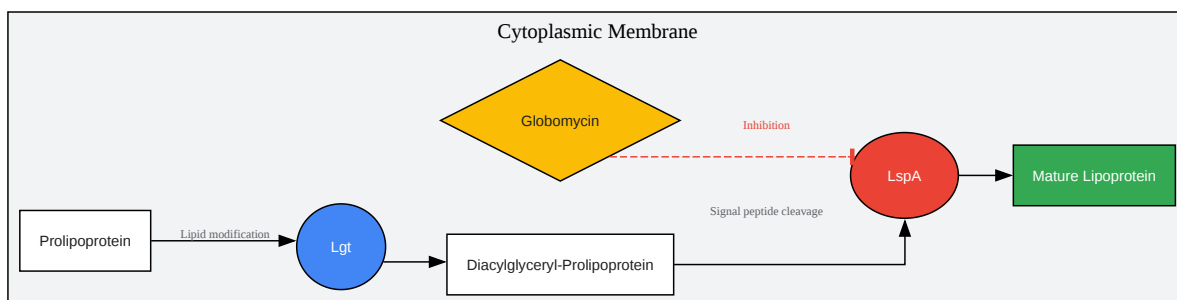 Cytoplasmic Membrane
Globomycin
Inhibition
LspA
Mature Lipoprotein
Signal peptide cleavage
Prolipoprotein
Lipid modification
Lgt
Diacylglyceryl-Prolipoprotein